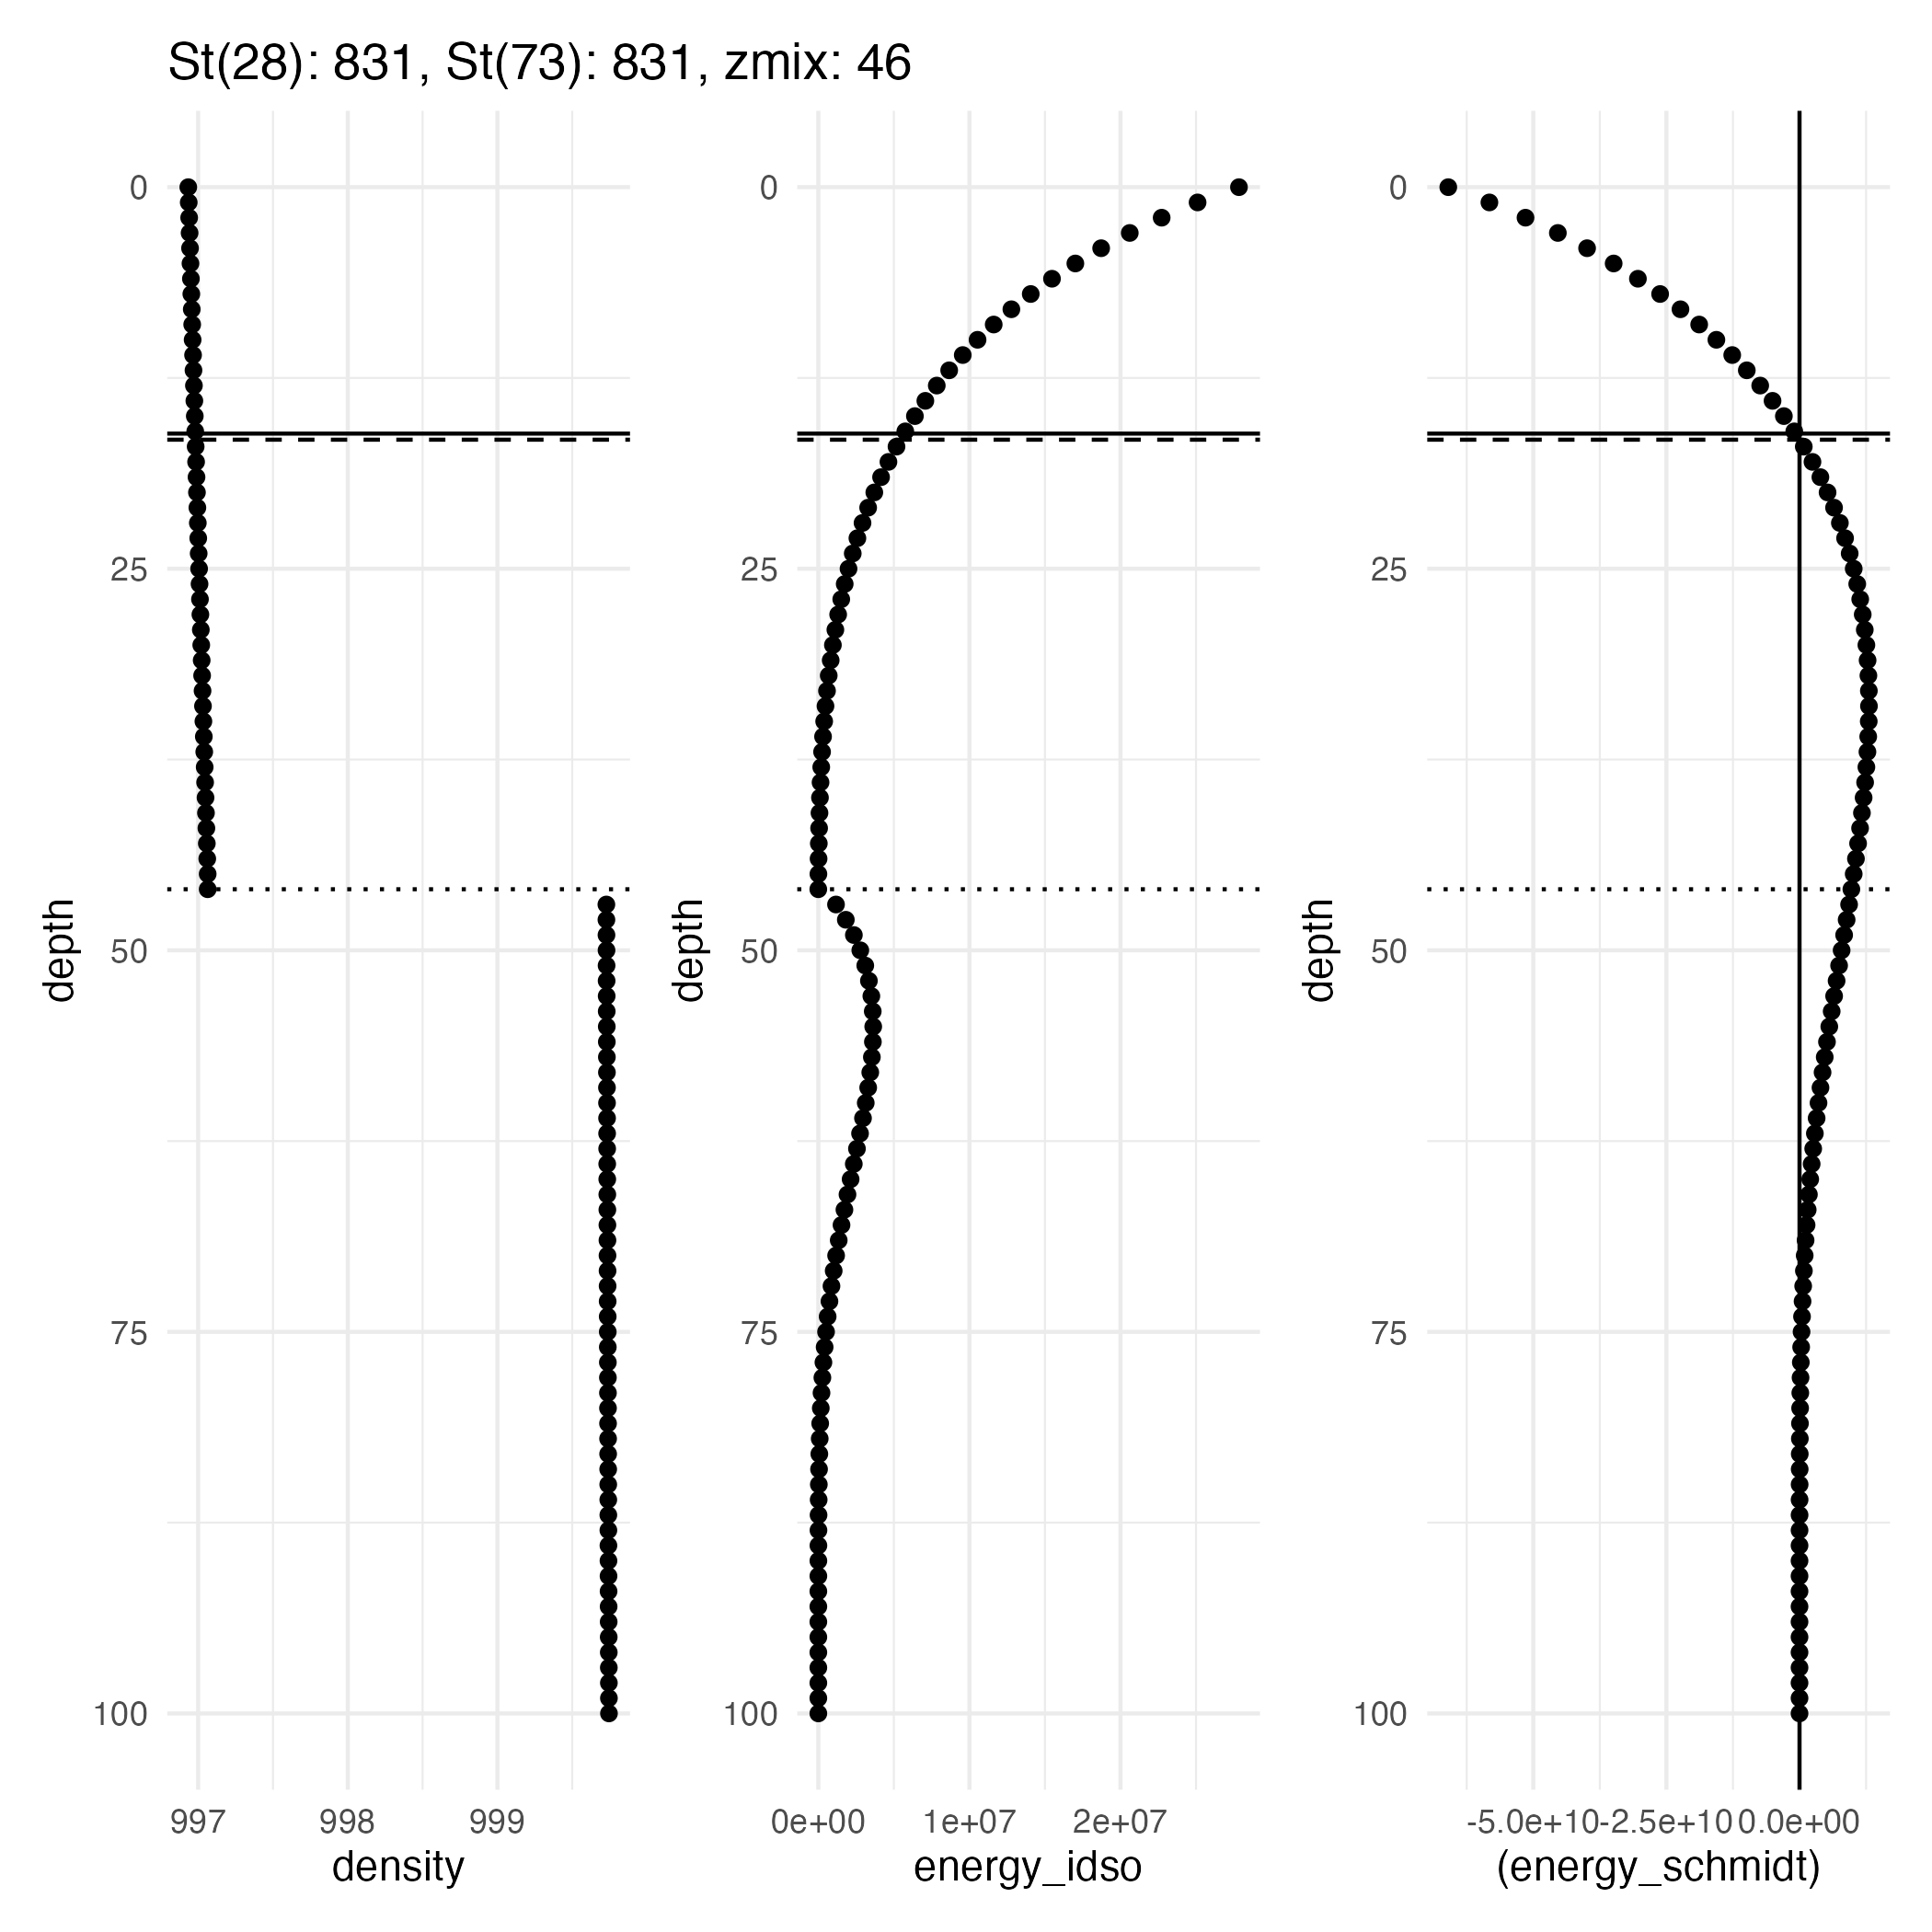 St(28): 831, St(73): 831, zmix: 46
0
25
50
75
100
depth
997
998
999
density
0
25
50
75
100
depth
0e+00
1e+07
2e+07
energy_idso
0
25
50
75
100
depth
-5.0e+10
-2.5e+10
0.0e+00
(energy_schmidt)